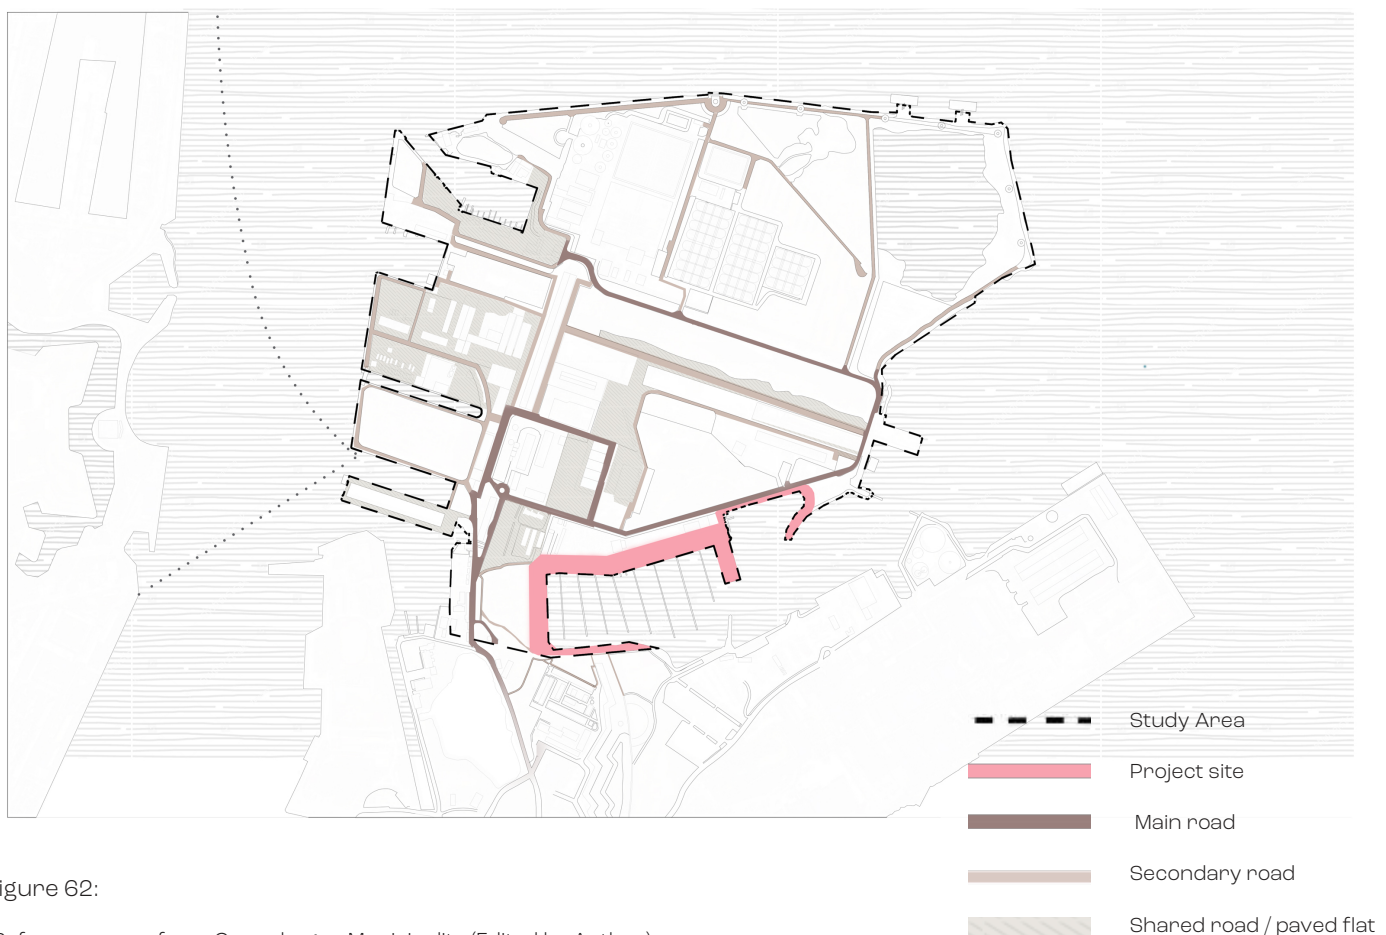 Study Area
Project site
Main road
Secondary road
Shared road / paved flat
igure 62: